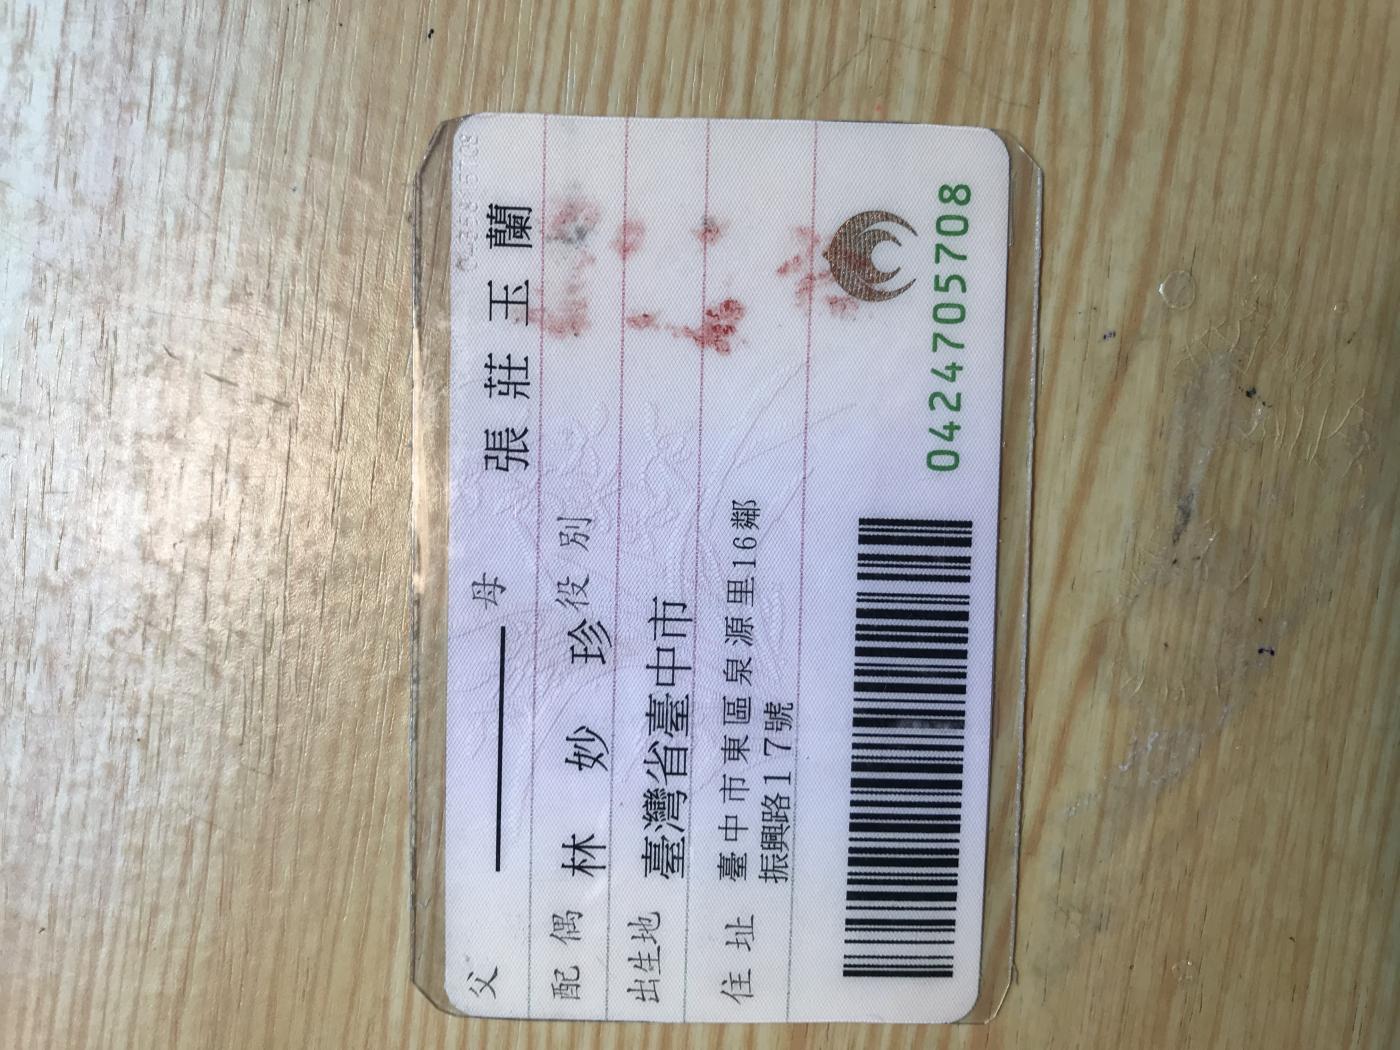 父 母 張莊玉蘭
配偶 林妙珍 役別
出生地 臺灣省臺中市
住址 臺中市東區泉源里16鄰
振興路17號
0424705708